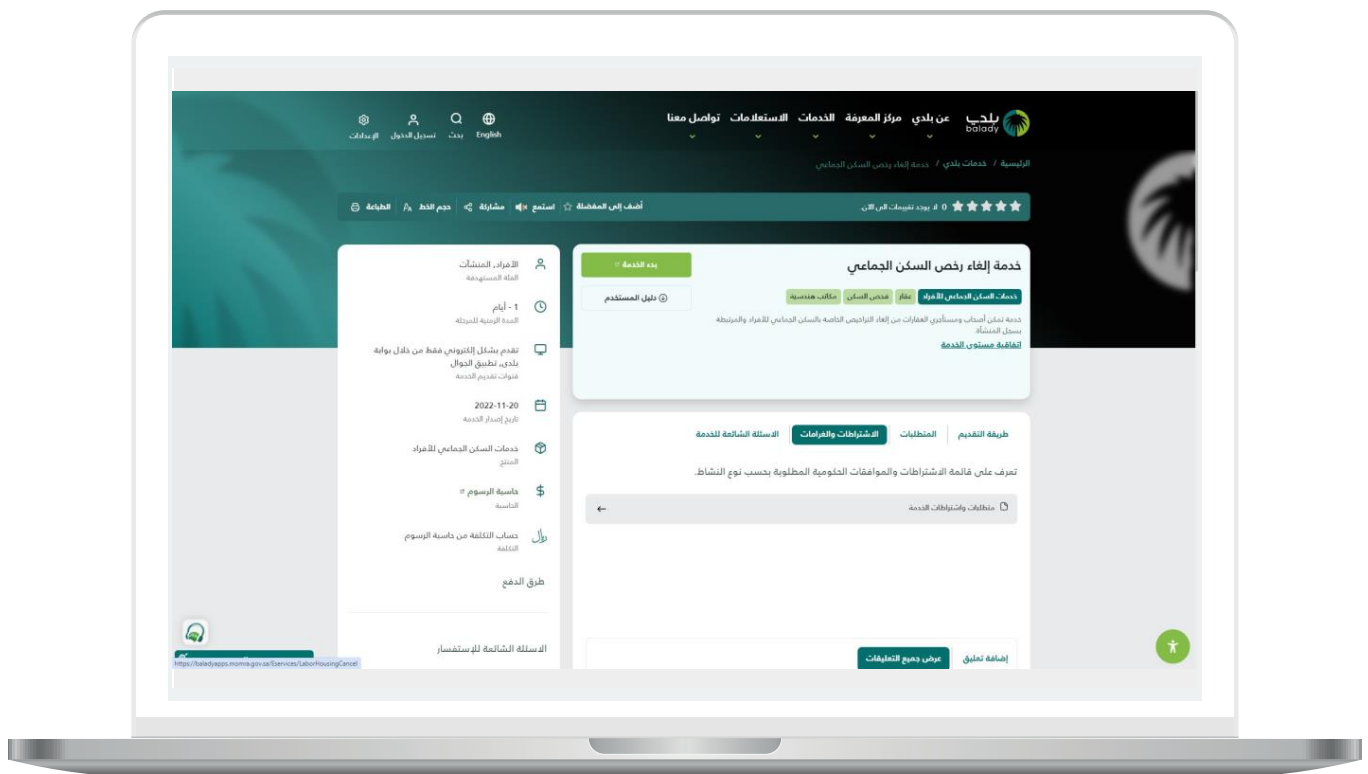 بلدي
balady
عن بلدي مركز المعرفة الخدمات الاستعلامات تواصل معنا
English بحث تسجيل الدخول الإعدادات
الرئيسية / خدمات بلدي / خدمة إلغاء رخص السكن الجماعي
0 لا يوجد تقييمات الى الان
أضف إلى المفضلة استمع مشاركة حجم الخط الطباعة
خدمة إلغاء رخص السكن الجماعي
بدء الخدمة
خدمات السكن الجماعي للأفراد عقار فحص السكن مكاتب هندسية
دليل المستخدم
خدمة تمكن أصحاب ومستأجري العقارات من إلغاء التراخيص الخاصة بالسكن الجماعي للأفراد والمرتبطة
بسجل المنشأة
اتفاقية مستوى الخدمة
طريقة التقديم المتطلبات الاشتراطات والغرامات الاسئلة الشائعة للخدمة
تعرف على قائمة الاشتراطات والموافقات الحكومية المطلوبة بحسب نوع النشاط.
متطلبات واشتراطات الخدمة
إضافة تعليق عرض جميع التعليقات
الأفراد, المنشآت
الفئة المستهدفة
1 - أيام
المدة الزمنية للمرحلة
تقدم بشكل إلكتروني فقط من خلال بوابة
بلدي, تطبيق الجوال
قنوات تقديم الخدمة
2022-11-20
تاريخ إصدار الخدمة
خدمات السكن الجماعي للأفراد
المنتج
حاسبة الرسوم
الحاسبة
حساب التكلفة من حاسبة الرسوم
التكلفة
طرق الدفع
الاسئلة الشائعة للإستفسار
https://baladyapps.momra.gov.sa/Eservices/LaborHousingCancel